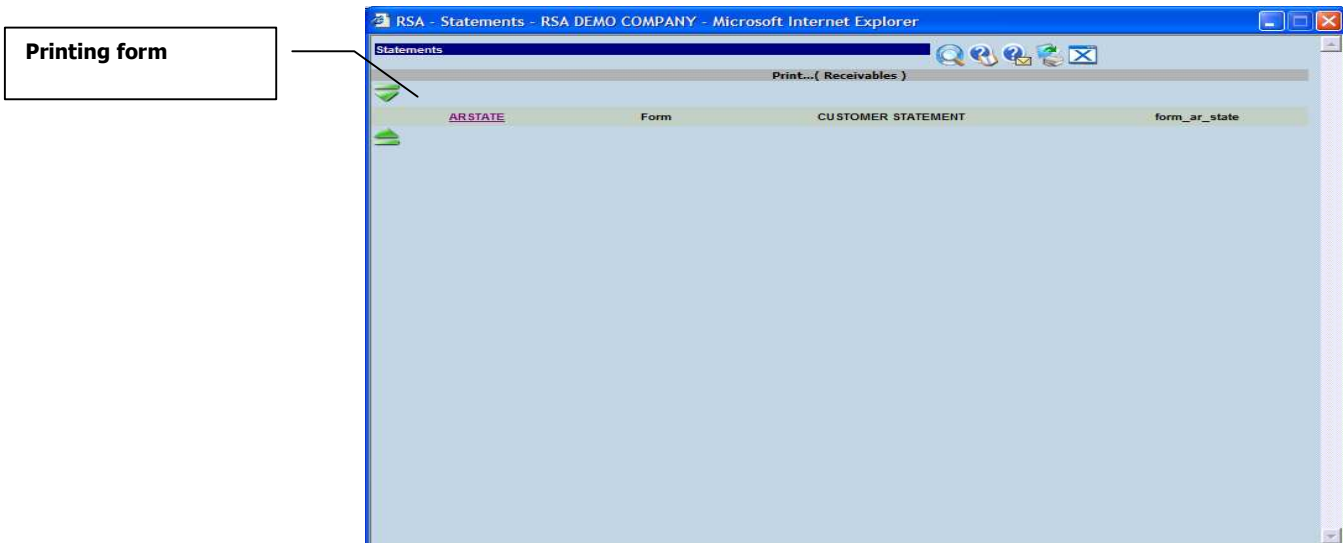 Printing form
RSA - Statements - RSA DEMO COMPANY - Microsoft Internet Explorer
Statements
Print...( Receivables )
ARSTATE Form CUSTOMER STATEMENT form_ar_state